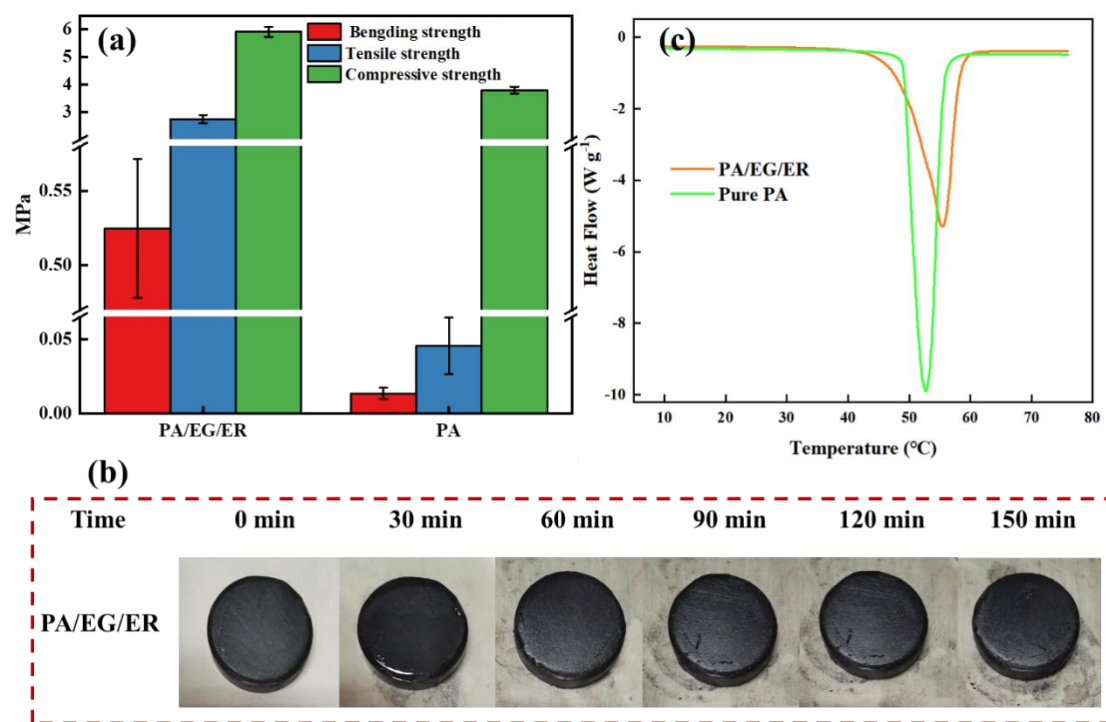 (a)
Bengding strength
Tensile strength
Compressive strength
6
5
4
3
0.55
0.50
0.05
0.00
MPa
PA/EG/ER PA
(c)
0
-2
-4
-6
-8
-10
Heat Flow (W g⁻¹)
PA/EG/ER
Pure PA
10 20 30 40 50 60 70 80
Temperature (℃)
(b)
Time 0 min 30 min 60 min 90 min 120 min 150 min
PA/EG/ER